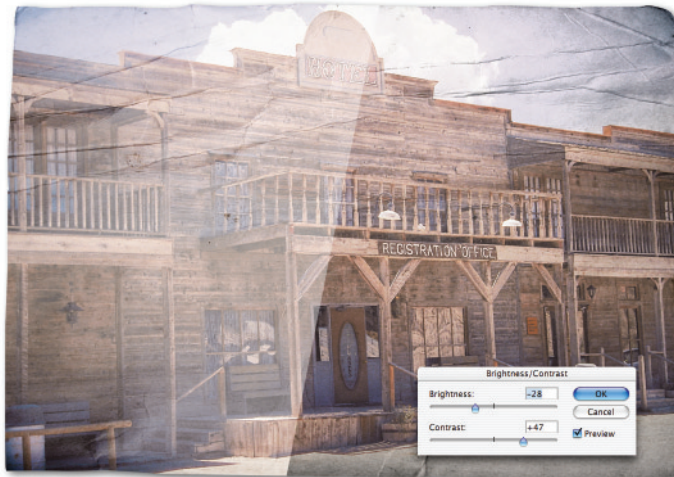 HOTEL
REGISTRATION OFFICE
Brightness/Contrast
Brightness: -28 OK
Cancel
Contrast: +47 Preview